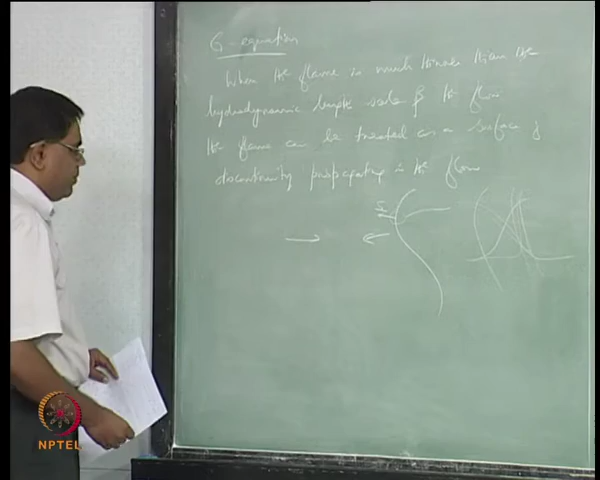 G-equation
When the flame is much thinner than the
hydrodynamic length scale of the flow
the flame can be treated as a surface of
discontinuity propagating in the flow
NPTEL